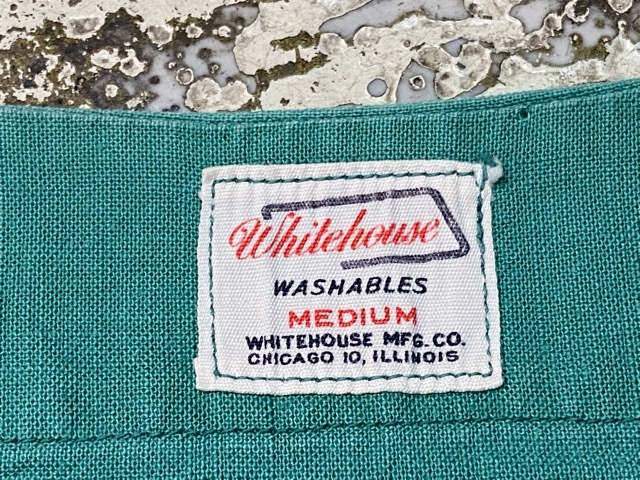 Whitehouse
WASHABLES
MEDIUM
WHITEHOUSE MFG. CO.
CHICAGO 10, ILLINOIS